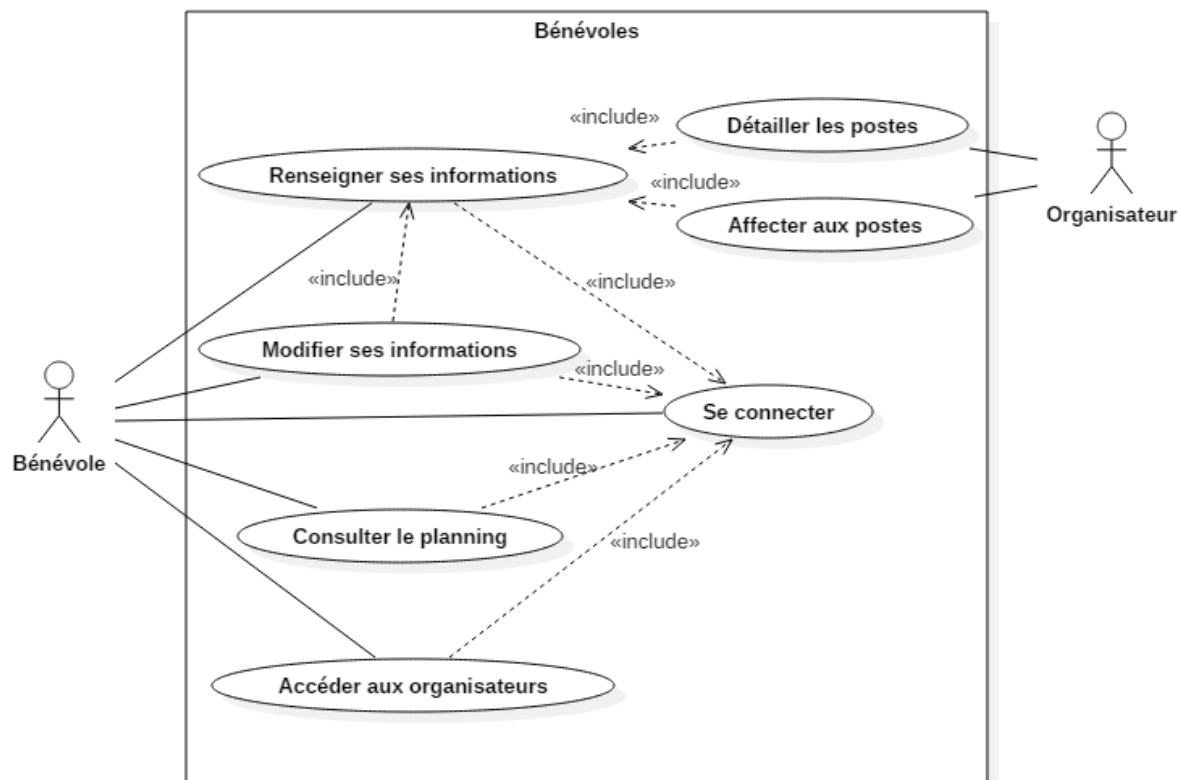 Bénévoles
«include»
Détailler les postes
Renseigner ses informations
«include»
Organisateur
Affecter aux postes
«include»
«include»
Modifier ses informations
«include»
Se connecter
Bénévole
«include»
Consulter le planning
«include»
Accéder aux organisateurs